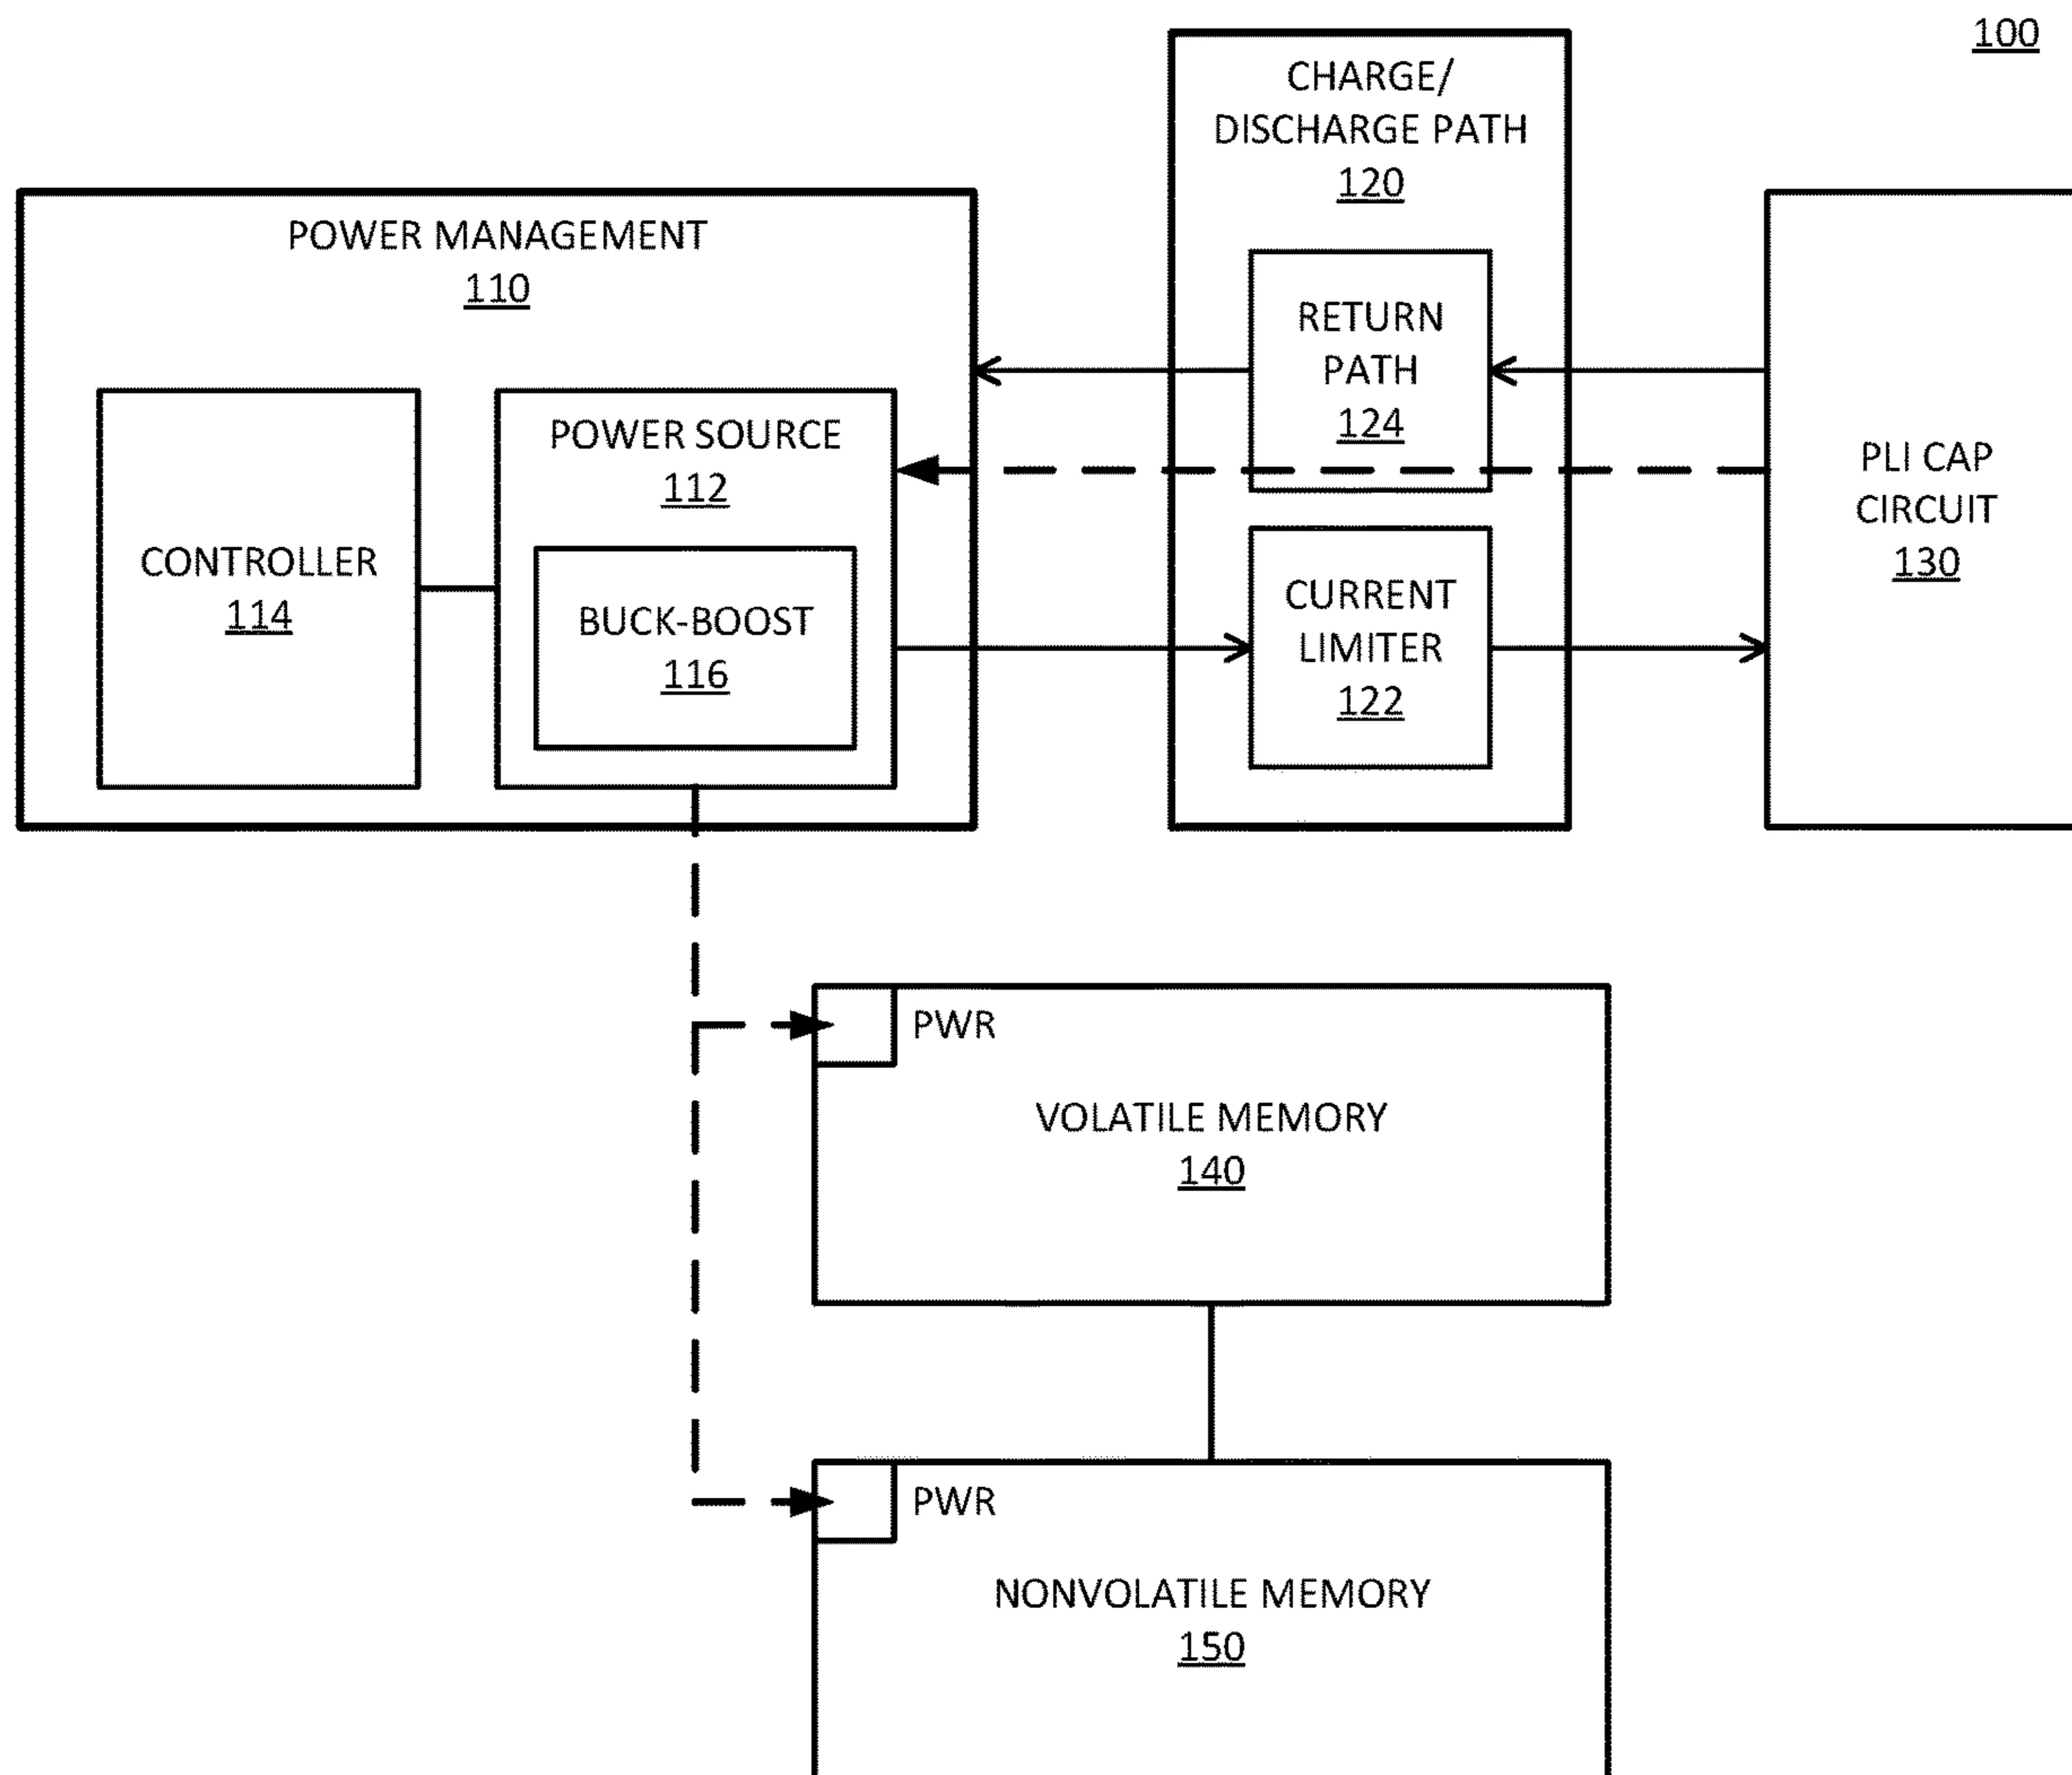 100
CHARGE/
DISCHARGE PATH
120
POWER MANAGEMENT
110
RETURN
PATH
124
POWER SOURCE
112
PLI CAP
CIRCUIT
130
CONTROLLER
114
BUCK-BOOST
116
CURRENT
LIMITER
122
PWR
VOLATILE MEMORY
140
PWR
NONVOLATILE MEMORY
150